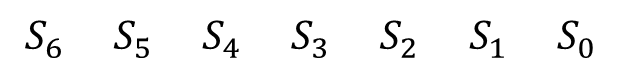 S₆ S₅ S₄ S₃ S₂ S₁ S₀